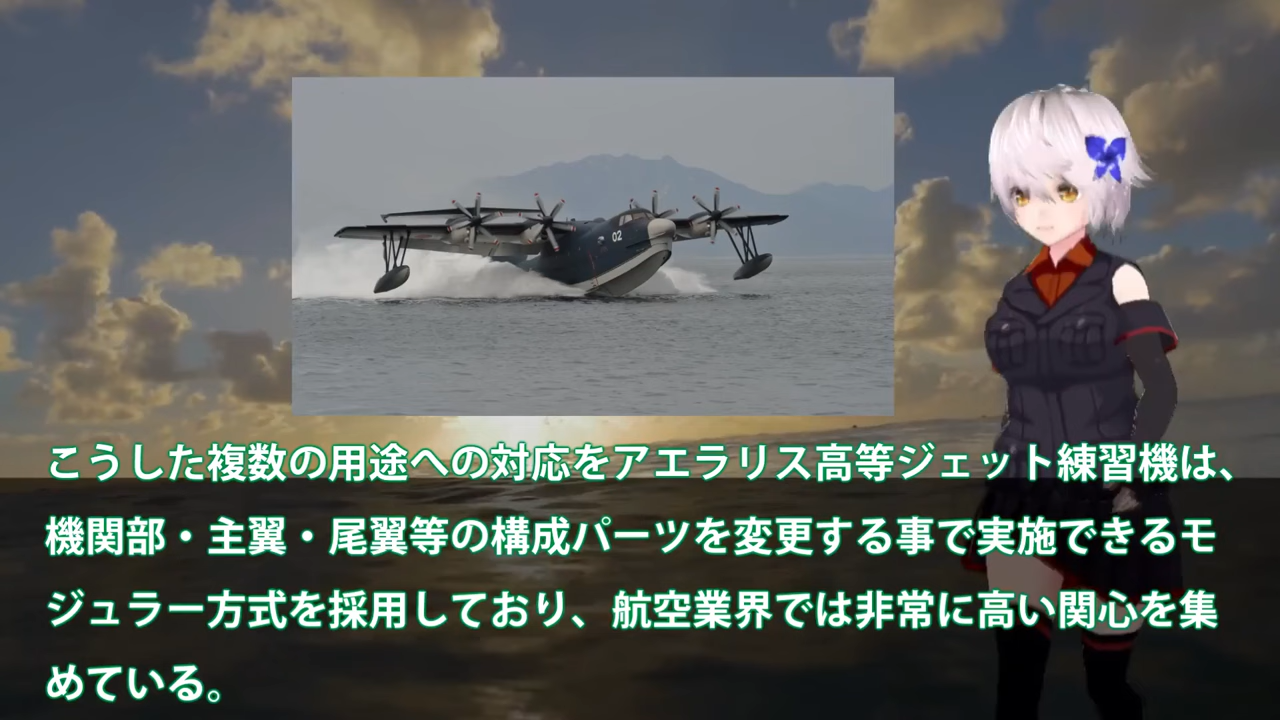 02
こうした複数の用途への対応をアエラリス高等ジェット練習機は、
機関部・主翼・尾翼等の構成パーツを変更する事で実施できるモ
ジュラー方式を採用しており、航空業界では非常に高い関心を集
めている。